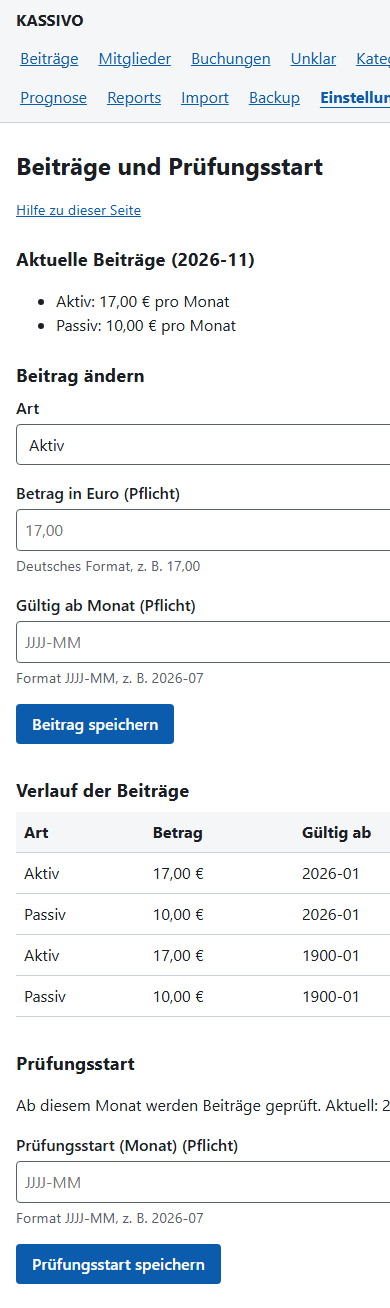 KASSIVO
Beiträge Mitglieder Buchungen Unklar Kateg
Prognose Reports Import Backup Einstellun
Beiträge und Prüfungsstart
Hilfe zu dieser Seite
Aktuelle Beiträge (2026-11)
• Aktiv: 17,00 € pro Monat
• Passiv: 10,00 € pro Monat
Beitrag ändern
Art
Aktiv
Betrag in Euro (Pflicht)
17,00
Deutsches Format, z. B. 17,00
Gültig ab Monat (Pflicht)
JJJJ-MM
Format JJJJ-MM, z. B. 2026-07
Beitrag speichern
Verlauf der Beiträge
Art Betrag Gültig ab
Aktiv 17,00 € 2026-01
Passiv 10,00 € 2026-01
Aktiv 17,00 € 1900-01
Passiv 10,00 € 1900-01
Prüfungsstart
Ab diesem Monat werden Beiträge geprüft. Aktuell: 2
Prüfungsstart (Monat) (Pflicht)
JJJJ-MM
Format JJJJ-MM, z. B. 2026-07
Prüfungsstart speichern